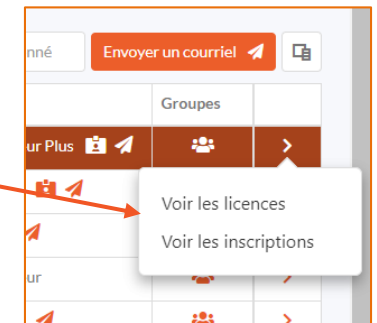 nné Envoyer un courriel
Groupes
ur Plus
Voir les licences
Voir les inscriptions
ur